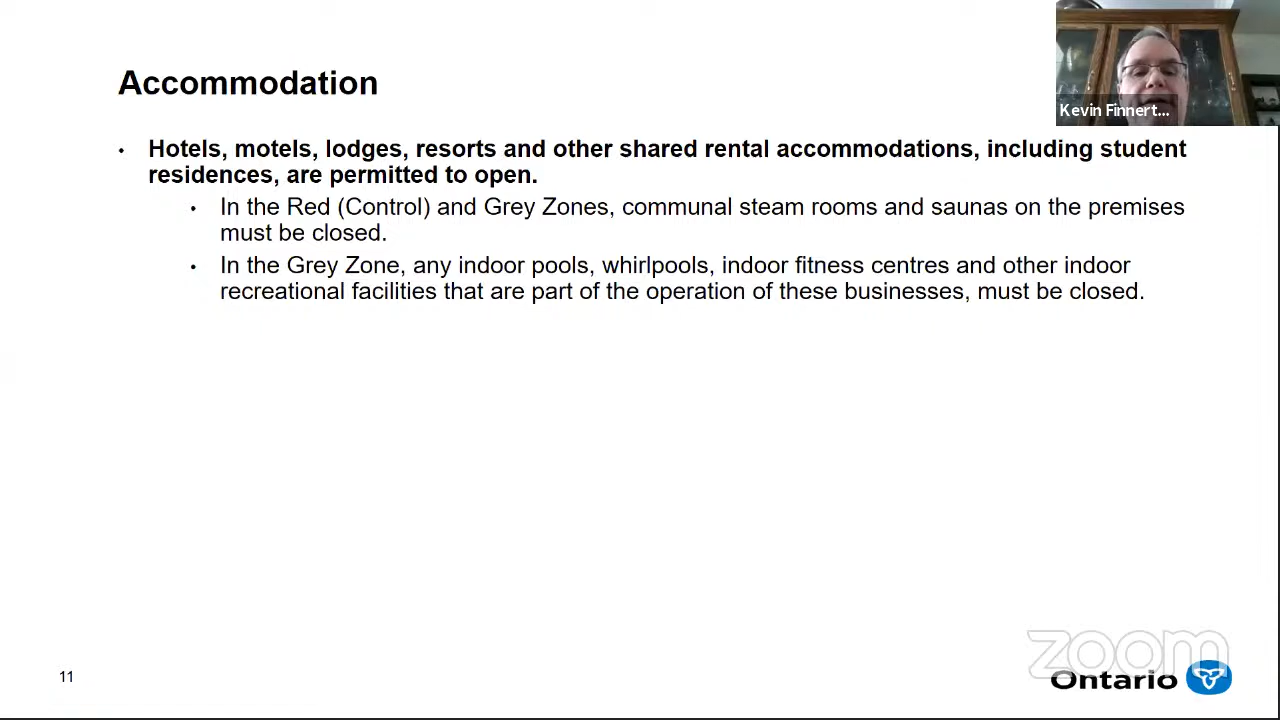 Accommodation
Kevin Finnert...
• Hotels, motels, lodges, resorts and other shared rental accommodations, including student
residences, are permitted to open.
• In the Red (Control) and Grey Zones, communal steam rooms and saunas on the premises
must be closed.
• In the Grey Zone, any indoor pools, whirlpools, indoor fitness centres and other indoor
recreational facilities that are part of the operation of these businesses, must be closed.
zoom
11
Ontario